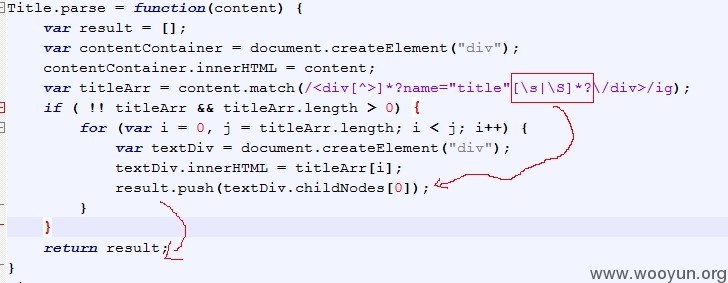 Title.parse = function(content) {
    var result = [];
    var contentContainer = document.createElement("div");
    contentContainer.innerHTML = content;
    var titleArr = content.match(/<div[^>]*?name="title"[\s|\S]*?\/div>/ig);
    if ( !! titleArr && titleArr.length > 0) {
        for (var i = 0, j = titleArr.length; i < j; i++) {
            var textDiv = document.createElement("div");
            textDiv.innerHTML = titleArr[i];
            result.push(textDiv.childNodes[0]);
        }
    }
    return result;
}
www.wooyun.org